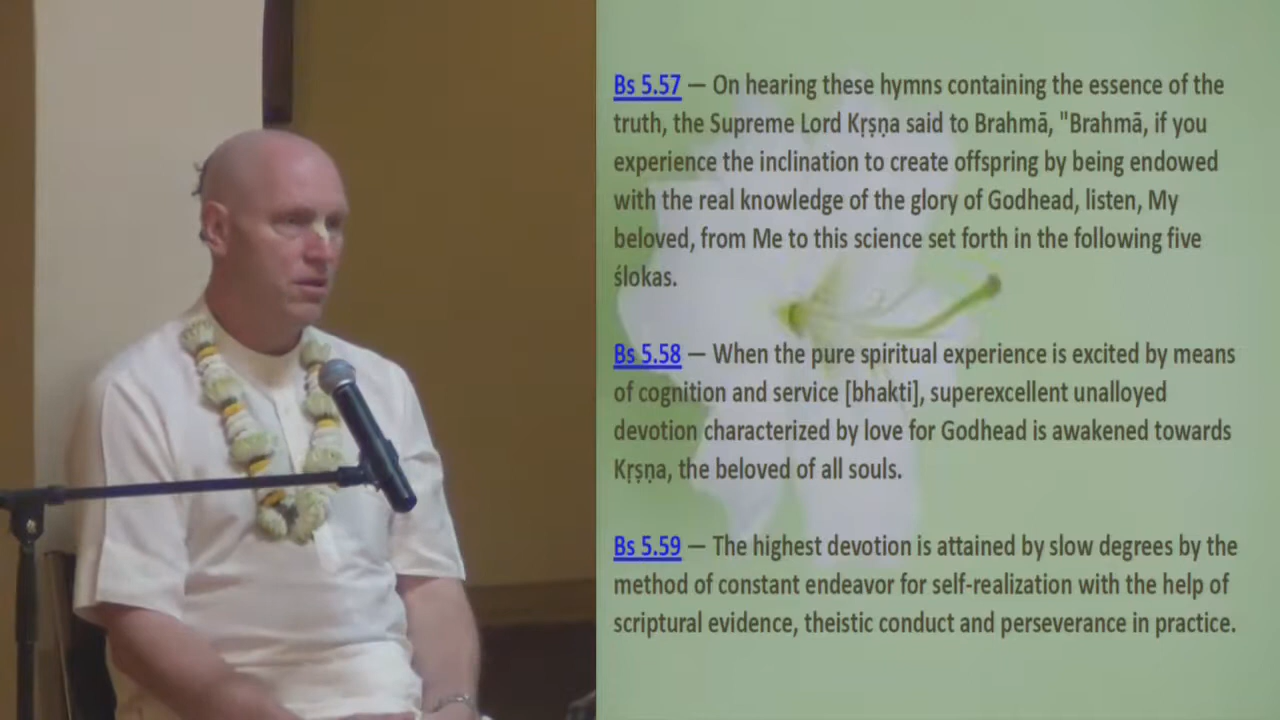 Bs 5.57 — On hearing these hymns containing the essence of the
truth, the Supreme Lord Kṛṣṇa said to Brahmā, "Brahmā, if you
experience the inclination to create offspring by being endowed
with the real knowledge of the glory of Godhead, listen, My
beloved, from Me to this science set forth in the following five
ślokas.
Bs 5.58 — When the pure spiritual experience is excited by means
of cognition and service [bhakti], superexcellent unalloyed
devotion characterized by love for Godhead is awakened towards
Kṛṣṇa, the beloved of all souls.
Bs 5.59 — The highest devotion is attained by slow degrees by the
method of constant endeavor for self-realization with the help of
scriptural evidence, theistic conduct and perseverance in practice.